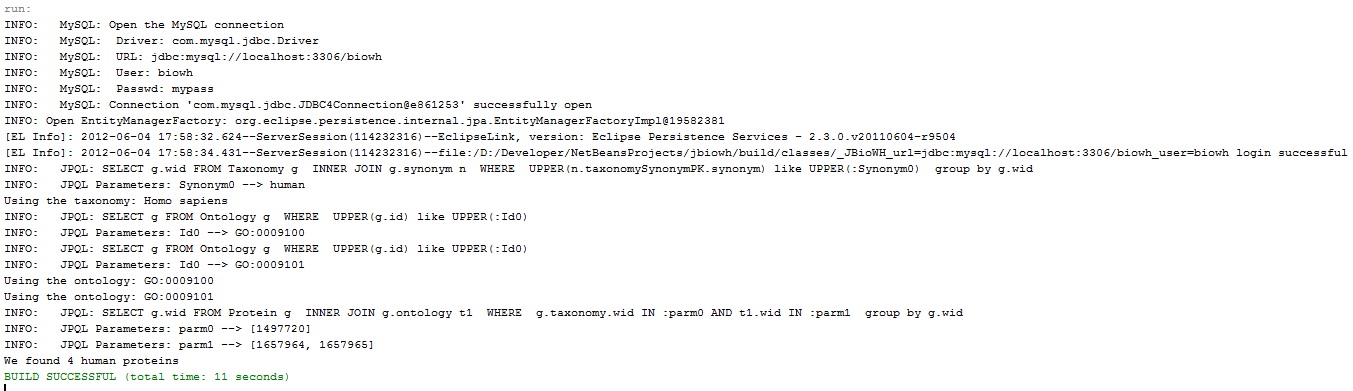 run:
INFO:   MySQL: Open the MySQL connection
INFO:   MySQL:  Driver: com.mysql.jdbc.Driver
INFO:   MySQL:  URL: jdbc:mysql://localhost:3306/biowh
INFO:   MySQL:  User: biowh
INFO:   MySQL:  Passwd: mypass
INFO:   MySQL: Connection 'com.mysql.jdbc.JDBC4Connection@e861253' successfully open
INFO: Open EntityManagerFactory: org.eclipse.persistence.internal.jpa.EntityManagerFactoryImpl@19582381
[EL Info]: 2012-06-04 17:58:32.624--ServerSession(114232316)--EclipseLink, version: Eclipse Persistence Services - 2.3.0.v20110604-r9504
[EL Info]: 2012-06-04 17:58:34.431--ServerSession(114232316)--file:/D:/Developer/NetBeansProjects/jbiowh/build/classes/_JBioWH_url=jdbc:mysql://localhost:3306/biowh_user=biowh login successful
INFO:   JPQL: SELECT g.wid FROM Taxonomy g  INNER JOIN g.synonym n  WHERE  UPPER(n.taxonomySynonymPK.synonym) like UPPER(:Synonym0)  group by g.wid
INFO:   JPQL Parameters: Synonym0 --> human
Using the taxonomy: Homo sapiens
INFO:   JPQL: SELECT g FROM Ontology g  WHERE  UPPER(g.id) like UPPER(:Id0)
INFO:   JPQL Parameters: Id0 --> GO:0009100
INFO:   JPQL: SELECT g FROM Ontology g  WHERE  UPPER(g.id) like UPPER(:Id0)
INFO:   JPQL Parameters: Id0 --> GO:0009101
Using the ontology: GO:0009100
Using the ontology: GO:0009101
INFO:   JPQL: SELECT g.wid FROM Protein g  INNER JOIN g.ontology t1  WHERE  g.taxonomy.wid IN :parm0 AND t1.wid IN :parm1  group by g.wid
INFO:   JPQL Parameters: parm0 --> [1497720]
INFO:   JPQL Parameters: parm1 --> [1657964, 1657965]
We found 4 human proteins
BUILD SUCCESSFUL (total time: 11 seconds)